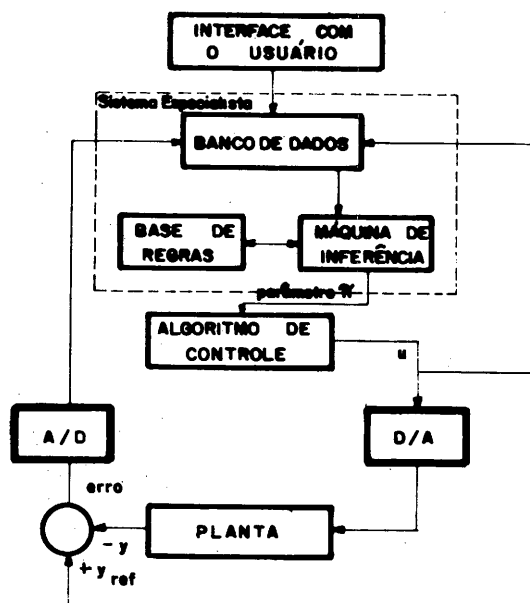 INTERFACE COM
O USUÁRIO
Sistema Especialista
BANCO DE DADOS
BASE DE
REGRAS
MÁQUINA DE
INFERÊNCIA
parâmetro
ALGORITMO DE
CONTROLE
u
A/D
D/A
erro
PLANTA
- y
+ y ref